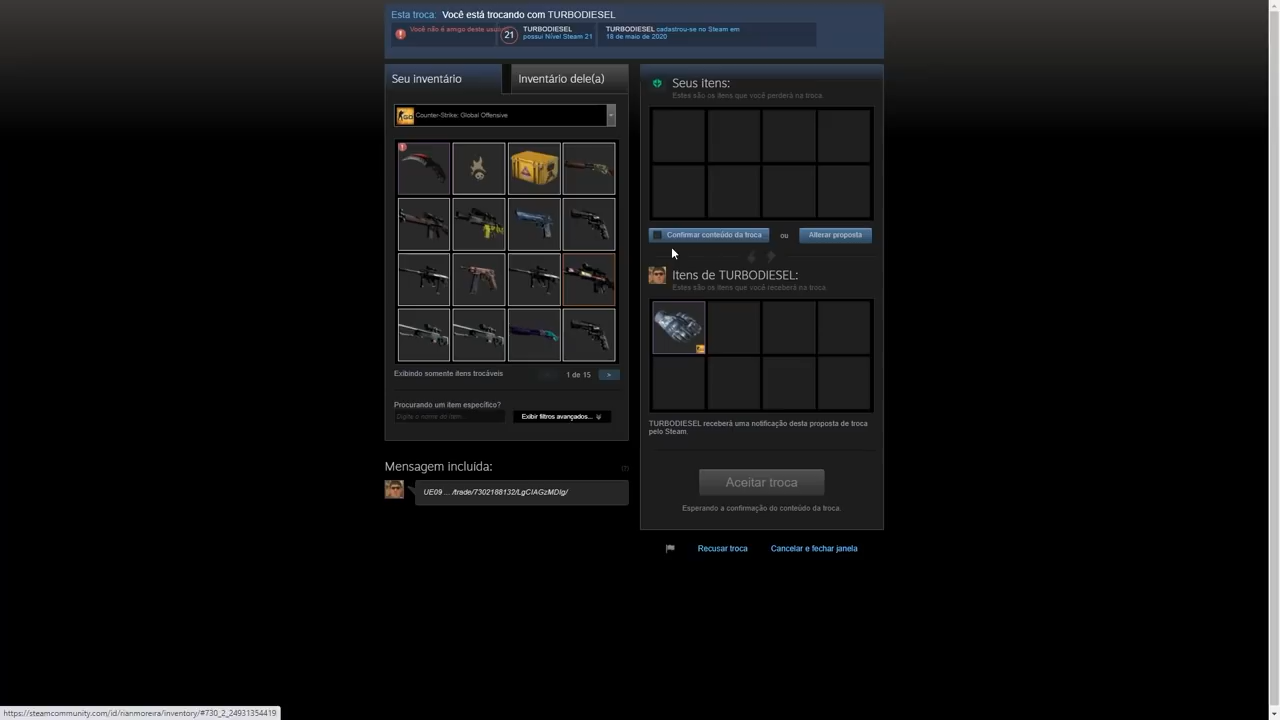 Esta troca: Você está trocando com TURBODIESEL
Você não é amigo deste
21
TURBODIESEL
possui Nível Steam 21
TURBODIESEL cadastrou-se no Steam em
18 de maio de 2020
Seu inventário
Inventário dele(a)
Counter-Strike: Global Offensive
Exibindo somente itens trocáveis
1 de 15
>
Procurando um item específico?
Digite o nome do item...
Exibir filtros avançados...
Mensagem incluída:
(?)
UE09 ... /trade/7302188132/LgCIAGzMDIg/
Seus itens:
Estes são os itens que você perderá na troca.
Confirmar conteúdo da troca
ou
Alterar proposta
Itens de TURBODIESEL:
Estes são os itens que você receberá na troca
TURBODIESEL receberá uma notificação desta proposta de troca
pelo Steam.
Aceitar troca
Esperando a confirmação do conteúdo da troca.
Recusar troca
Cancelar e fechar janela
https://steamcommunity.com/id/rianmoreira/inventory/#730_2_24931354419